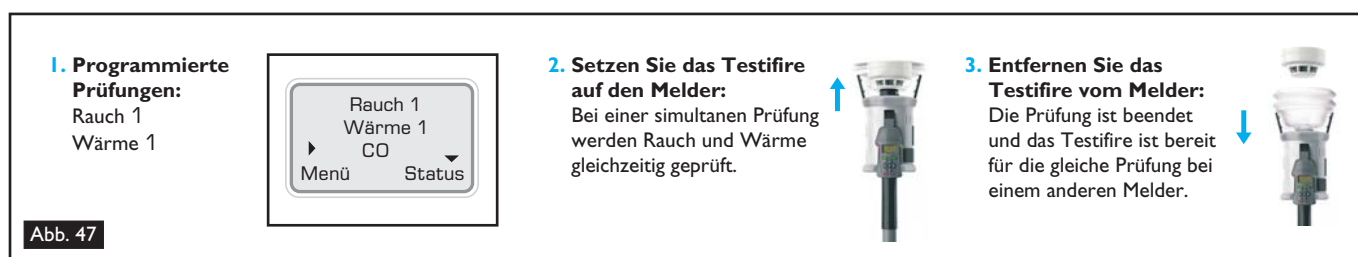 1. Programmierte
Prüfungen:
Rauch 1
Wärme 1
Rauch 1
Wärme 1
CO
Menü Status
2. Setzen Sie das Testifire
auf den Melder:
Bei einer simultanen Prüfung
werden Rauch und Wärme
gleichzeitig geprüft.
3. Entfernen Sie das
Testifire vom Melder:
Die Prüfung ist beendet
und das Testifire ist bereit
für die gleiche Prüfung bei
einem anderen Melder.
Abb. 47